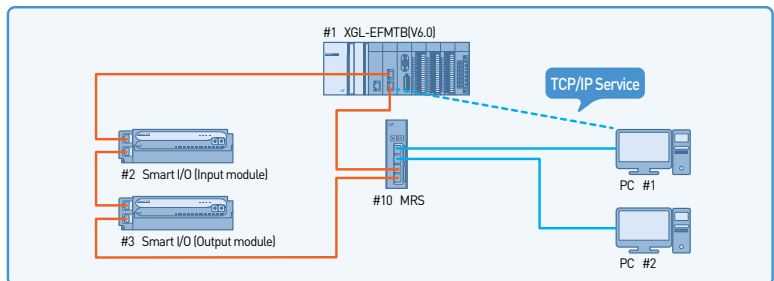 #1 XGL-EFMTB(V6.0)
TCP/IP Service
#2 Smart I/O (Input module)
#10 MRS
PC #1
#3 Smart I/O (Output module)
PC #2